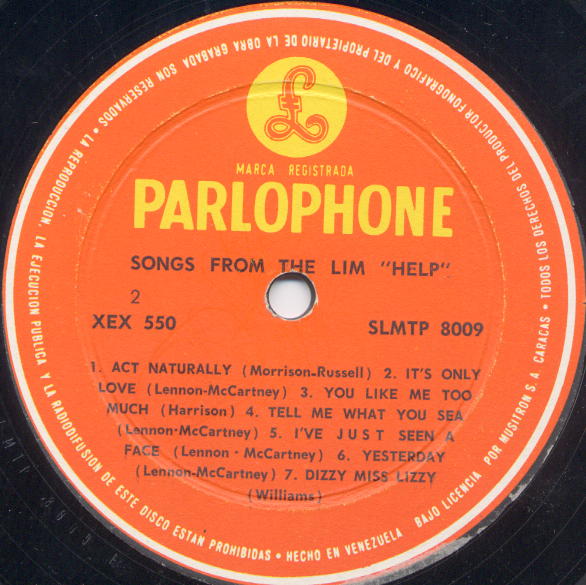 MARCA REGISTRADA
PARLOPHONE
SONGS FROM THE LIM "HELP"
2
XEX 550
SLMTP 8009
1. ACT NATURALLY (Morrison-Russell) 2. IT'S ONLY
LOVE (Lennon-McCartney) 3. YOU LIKE ME TOO
MUCH (Harrison) 4. TELL ME WHAT YOU SEA
(Lennon-McCartney) 5. I'VE JUST SEEN A
FACE (Lennon - McCartney) 6. YESTERDAY
(Lennon-McCartney) 7. DIZZY MISS LIZZY
(Williams)
TODOS LOS DERECHOS DEL PRODUCTOR FONOGRAFICO Y DEL PROPIETARIO DE LA OBRA GRABADA SON RESERVADOS • LA REPRODUCCION, LA EJECUCION PUBLICA Y LA RADIODIFUSION DE ESTE DISCO ESTAN PROHIBIDAS • HECHO EN VENEZUELA BAJO LICENCIA POR MUSITRON S. A. CARACAS •